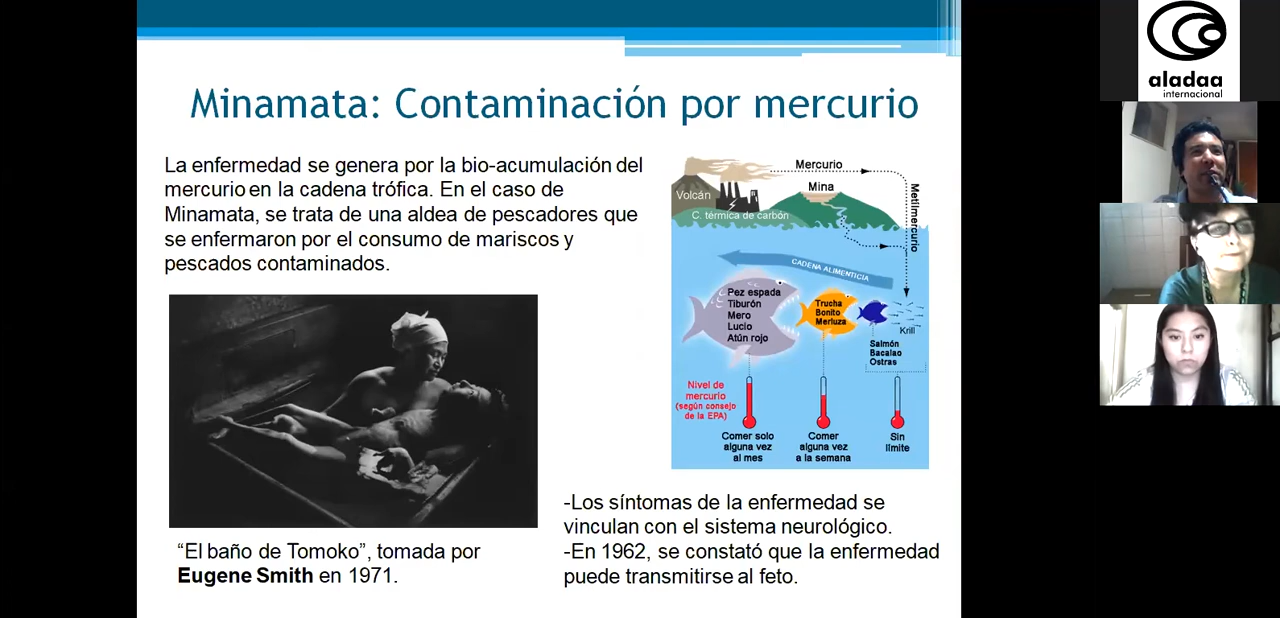 Minamata: Contaminación por mercurio
La enfermedad se genera por la bio-acumulación del
mercurio en la cadena trófica. En el caso de
Minamata, se trata de una aldea de pescadores que
se enfermaron por el consumo de mariscos y
pescados contaminados.
“El baño de Tomoko”, tomada por
Eugene Smith en 1971.
Mercurio
Volcán
Mina
C. térmica de carbón
Metilmercurio
CADENA ALIMENTICIA
Pez espada
Tiburón
Mero
Lucio
Atún rojo
Trucha
Bonito
Merluza
Krill
Salmón
Bacalao
Ostras
Nivel de
mercurio
(según consejo
de la EPA)
Comer solo
alguna vez
al mes
Comer
alguna vez
a la semana
Sin
límite
-Los síntomas de la enfermedad se
vinculan con el sistema neurológico.
-En 1962, se constató que la enfermedad
puede transmitirse al feto.
aladaa
internacional